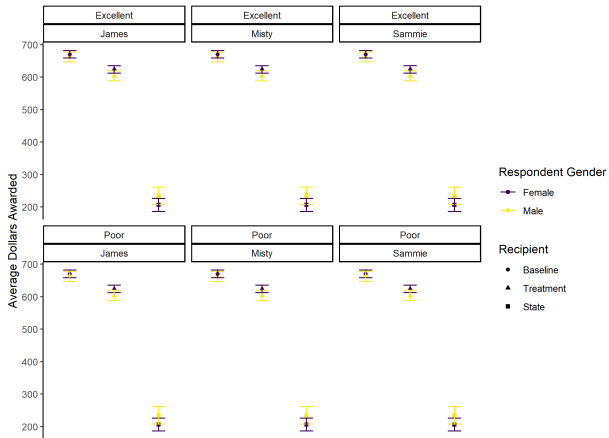 Excellent Excellent Excellent
James Misty Sammie
700
600
500
400
300
200
Poor Poor Poor
James Misty Sammie
700
600
500
400
300
200
Average Dollars Awarded
Respondent Gender
Female
Male
Recipient
Baseline
Treatment
State